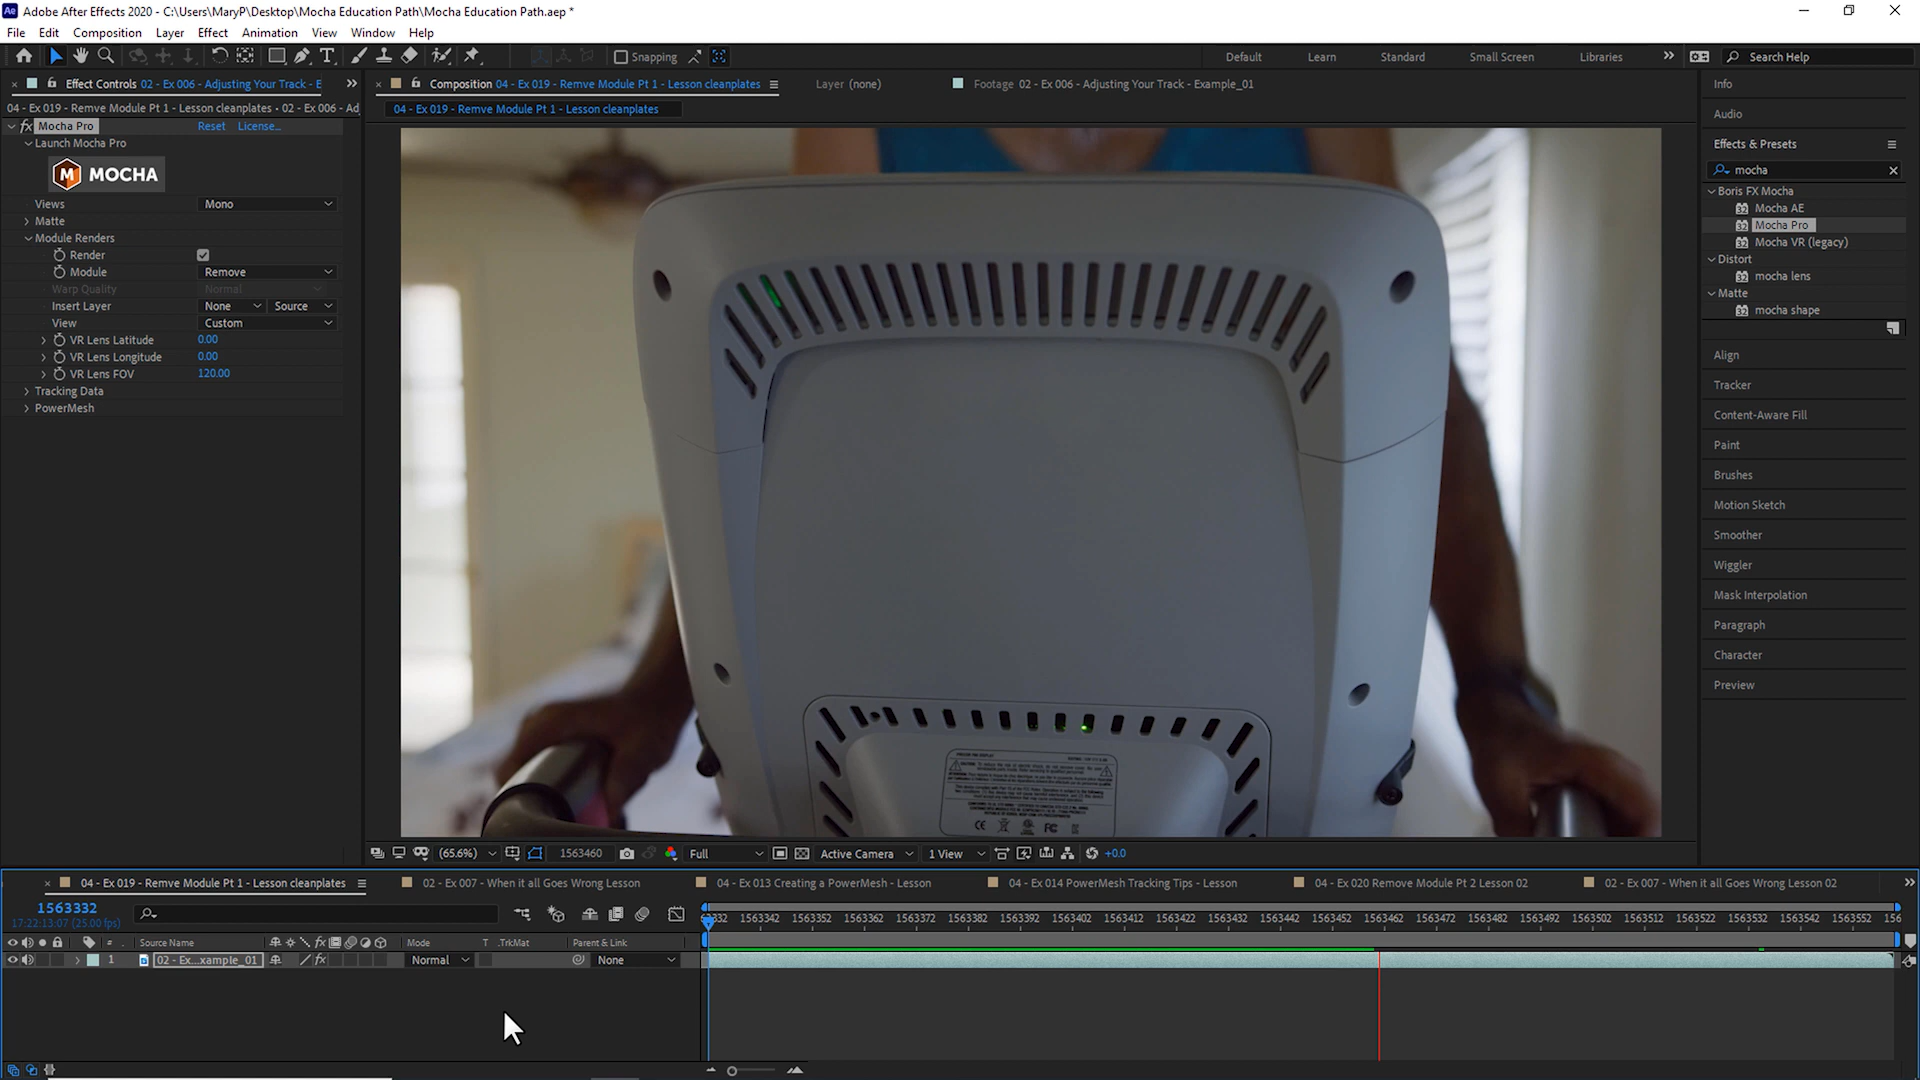 Ae Adobe After Effects 2020 - C:\Users\MaryP\Desktop\Mocha Education Path\Mocha Education Path.aep *
File Edit Composition Layer Effect Animation View Window Help
Snapping
Default Learn Standard Small Screen Libraries Search Help
Effect Controls 02 - Ex 006 - Adjusting Your Track - E
Composition 04 - Ex 019 - Remve Module Pt 1 - Lesson cleanplates
Layer (none)
Footage 02 - Ex 006 - Adjusting Your Track - Example_01
04 - Ex 019 - Remve Module Pt 1 - Lesson cleanplates • 02 - Ex 006 - Ad
04 - Ex 019 - Remve Module Pt 1 - Lesson cleanplates
fx Mocha Pro Reset License...
Launch Mocha Pro
M MOCHA
Views Mono
Matte
Module Renders
Render
Module Remove
Warp Quality Normal
Insert Layer None Source
View Custom
VR Lens Latitude 0.00
VR Lens Longitude 0.00
VR Lens FOV 120.00
Tracking Data
PowerMesh
Info
Audio
Effects & Presets
mocha
Boris FX Mocha
32 Mocha AE
32 Mocha Pro
32 Mocha VR (legacy)
Distort
32 mocha lens
Matte
32 mocha shape
Align
Tracker
Content-Aware Fill
Paint
Brushes
Motion Sketch
Smoother
Wiggler
Mask Interpolation
Paragraph
Character
Preview
CE FC
(65.6%) 1563460 Full Active Camera 1 View +0.0
04 - Ex 019 - Remve Module Pt 1 - Lesson cleanplates
02 - Ex 007 - When it all Goes Wrong Lesson
04 - Ex 013 Creating a PowerMesh - Lesson
04 - Ex 014 PowerMesh Tracking Tips - Lesson
04 - Ex 020 Remove Module Pt 2 Lesson 02
02 - Ex 007 - When it all Goes Wrong Lesson 02
1563332
17:22:13:07 (25.00 fps)
1563342 1563352 1563362 1563372 1563382 1563392 1563402 1563412 1563422 1563432 1563442 1563452 1563462 1563472 1563482 1563492 1563502 1563512 1563522 1563532 1563542 1563552 156
# Source Name fx Mode T .TrkMat Parent & Link
1 02 - Ex...xample_01 fx Normal None